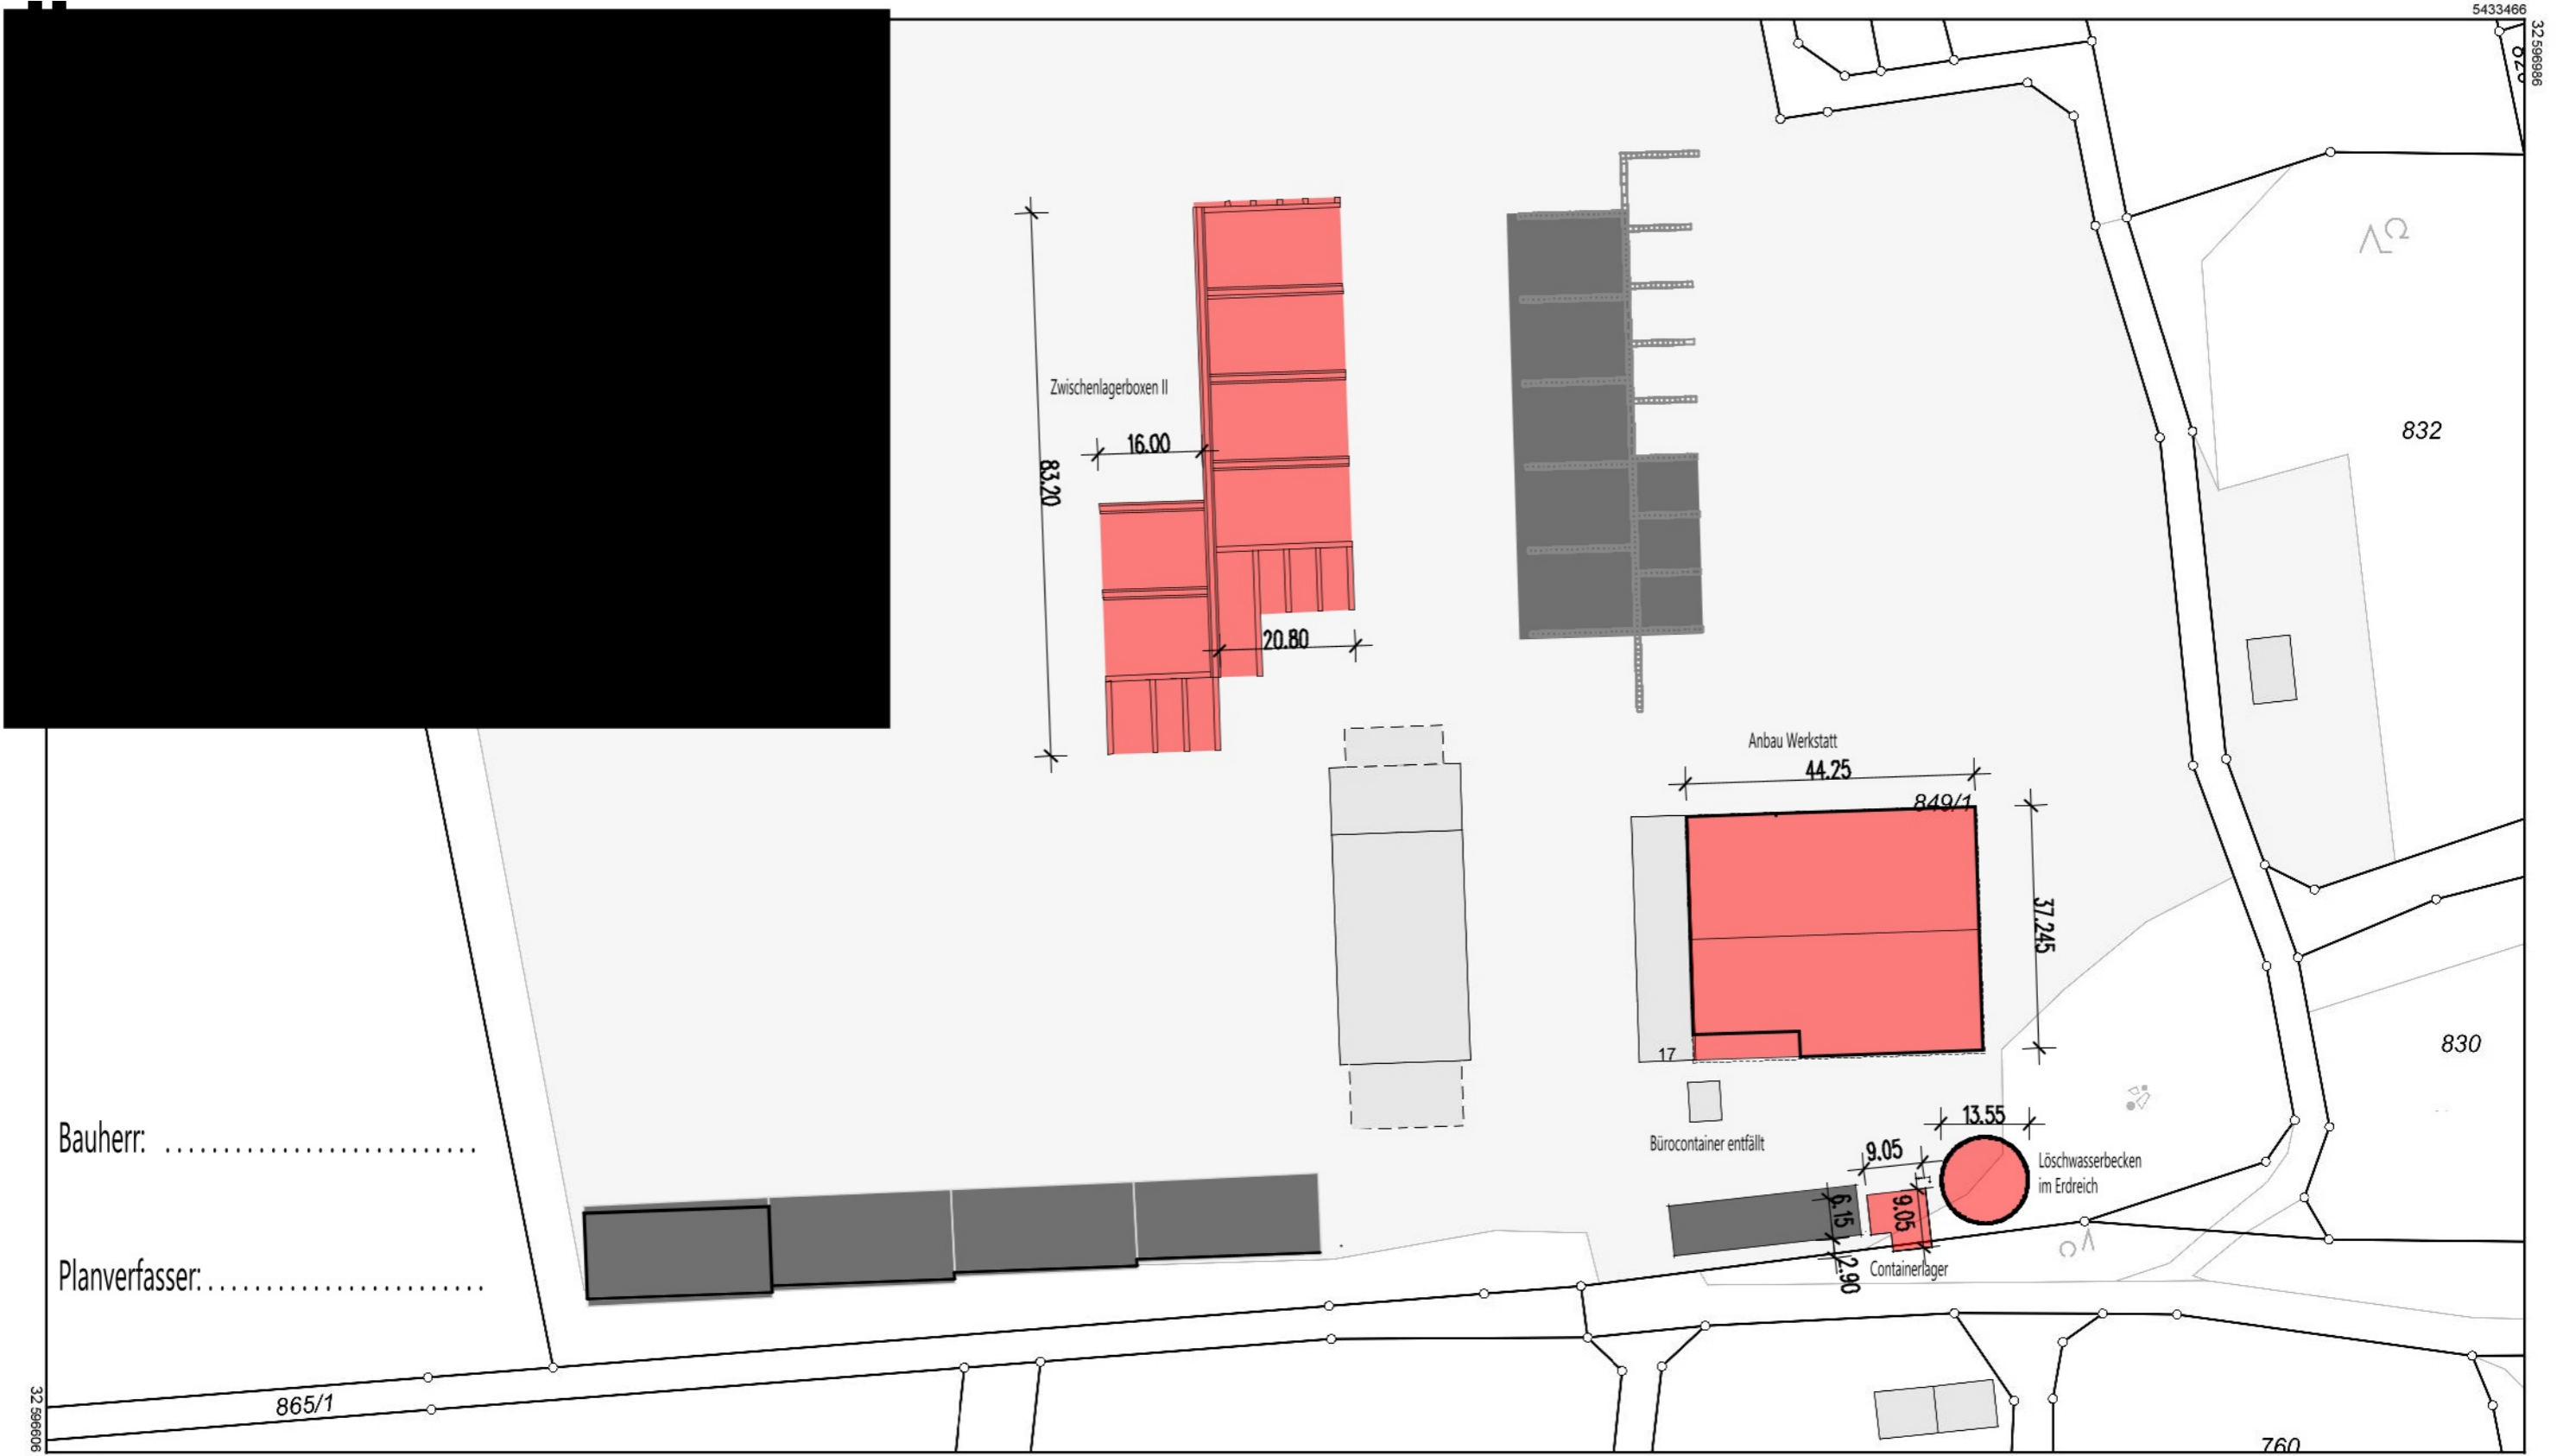 5433466
32596986
Zwischenlagerboxen II
16.00
83.20
832
20.80
Anbau Werkstatt
44.25
849/1
37.245
17
830
Bürocontainer entfällt
13.55
9.05
Löschwasserbecken
im Erdreich
6.15
9.05
2.90
Containerlager
Bauherr: ...........................
Planverfasser:........................
865/1
32 596606
760